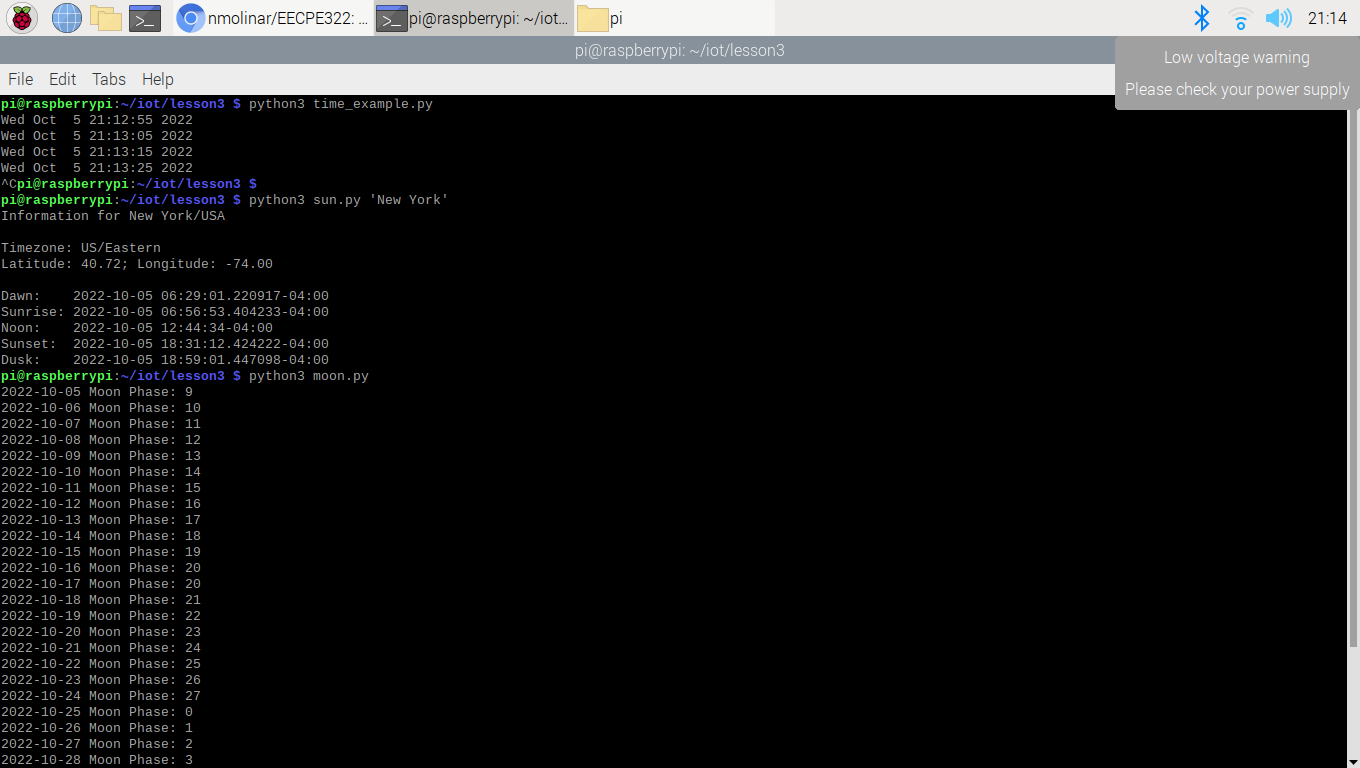 nmolinar/EECPE322: ...
pi@raspberrypi: ~/iot...
pi
21:14
pi@raspberrypi: ~/iot/lesson3
Low voltage warning
Please check your power supply
File Edit Tabs Help
pi@raspberrypi:~/iot/lesson3 $ python3 time_example.py
Wed Oct  5 21:12:55 2022
Wed Oct  5 21:13:05 2022
Wed Oct  5 21:13:15 2022
Wed Oct  5 21:13:25 2022
^Cpi@raspberrypi:~/iot/lesson3 $
pi@raspberrypi:~/iot/lesson3 $ python3 sun.py 'New York'
Information for New York/USA
Timezone: US/Eastern
Latitude: 40.72; Longitude: -74.00
Dawn:    2022-10-05 06:29:01.220917-04:00
Sunrise: 2022-10-05 06:56:53.404233-04:00
Noon:    2022-10-05 12:44:34-04:00
Sunset:  2022-10-05 18:31:12.424222-04:00
Dusk:    2022-10-05 18:59:01.447098-04:00
pi@raspberrypi:~/iot/lesson3 $ python3 moon.py
2022-10-05 Moon Phase: 9
2022-10-06 Moon Phase: 10
2022-10-07 Moon Phase: 11
2022-10-08 Moon Phase: 12
2022-10-09 Moon Phase: 13
2022-10-10 Moon Phase: 14
2022-10-11 Moon Phase: 15
2022-10-12 Moon Phase: 16
2022-10-13 Moon Phase: 17
2022-10-14 Moon Phase: 18
2022-10-15 Moon Phase: 19
2022-10-16 Moon Phase: 20
2022-10-17 Moon Phase: 20
2022-10-18 Moon Phase: 21
2022-10-19 Moon Phase: 22
2022-10-20 Moon Phase: 23
2022-10-21 Moon Phase: 24
2022-10-22 Moon Phase: 25
2022-10-23 Moon Phase: 26
2022-10-24 Moon Phase: 27
2022-10-25 Moon Phase: 0
2022-10-26 Moon Phase: 1
2022-10-27 Moon Phase: 2
2022-10-28 Moon Phase: 3